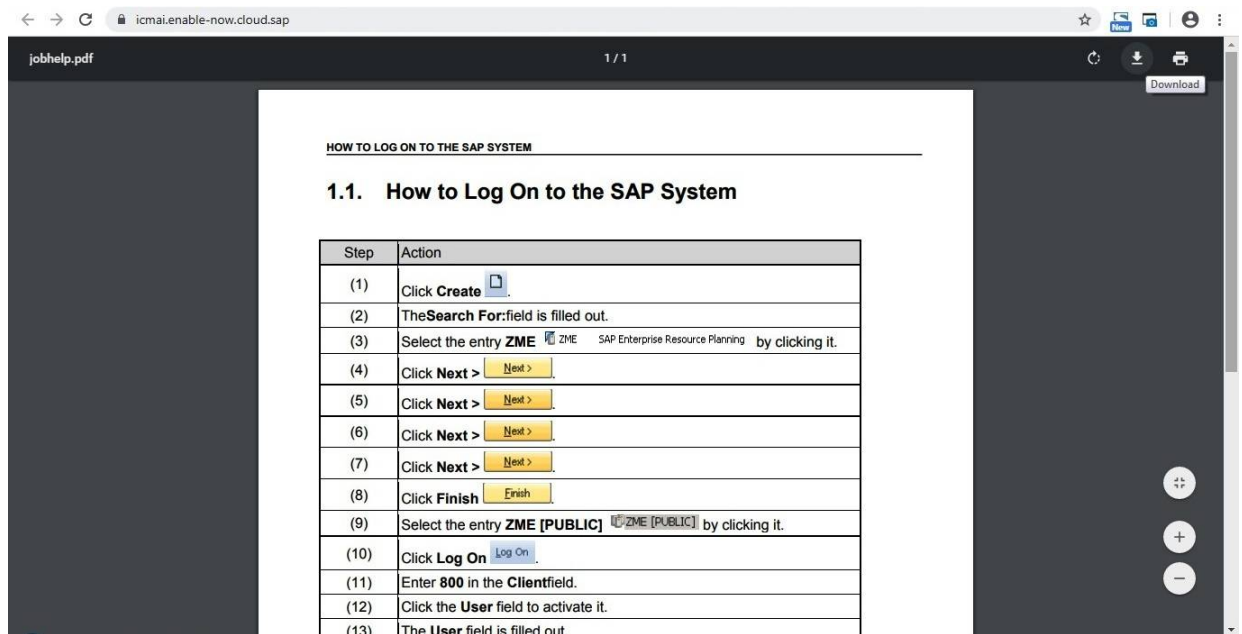 icmai.enable-now.cloud.sap
New
jobhelp.pdf
1 / 1
Download
HOW TO LOG ON TO THE SAP SYSTEM
1.1. How to Log On to the SAP System
Step Action
(1) Click Create .
(2) TheSearch For:field is filled out.
(3) Select the entry ZME ZME SAP Enterprise Resource Planning by clicking it.
(4) Click Next > Next > .
(5) Click Next > Next > .
(6) Click Next > Next > .
(7) Click Next > Next > .
(8) Click Finish Finish .
(9) Select the entry ZME [PUBLIC] ZME [PUBLIC] by clicking it.
(10) Click Log On Log On .
(11) Enter 800 in the Clientfield.
(12) Click the User field to activate it.
(13) The User field is filled out.